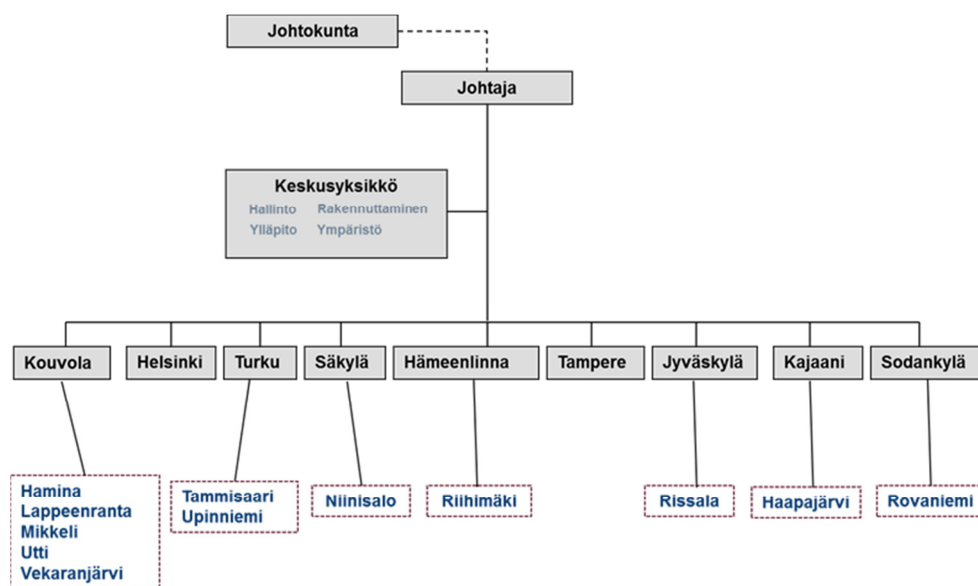 Johtokunta
Johtaja
Keskusyksikkö
Hallinto Rakennuttaminen
Ylläpito Ympäristö
Kouvola Helsinki Turku Säkylä Hämeenlinna Tampere Jyväskylä Kajaani Sodankylä
Hamina
Lappeenranta
Mikkeli
Utti
Vekaranjärvi
Tammisaari
Upinniemi
Niinisalo
Riihimäki
Rissala
Haapajärvi
Rovaniemi